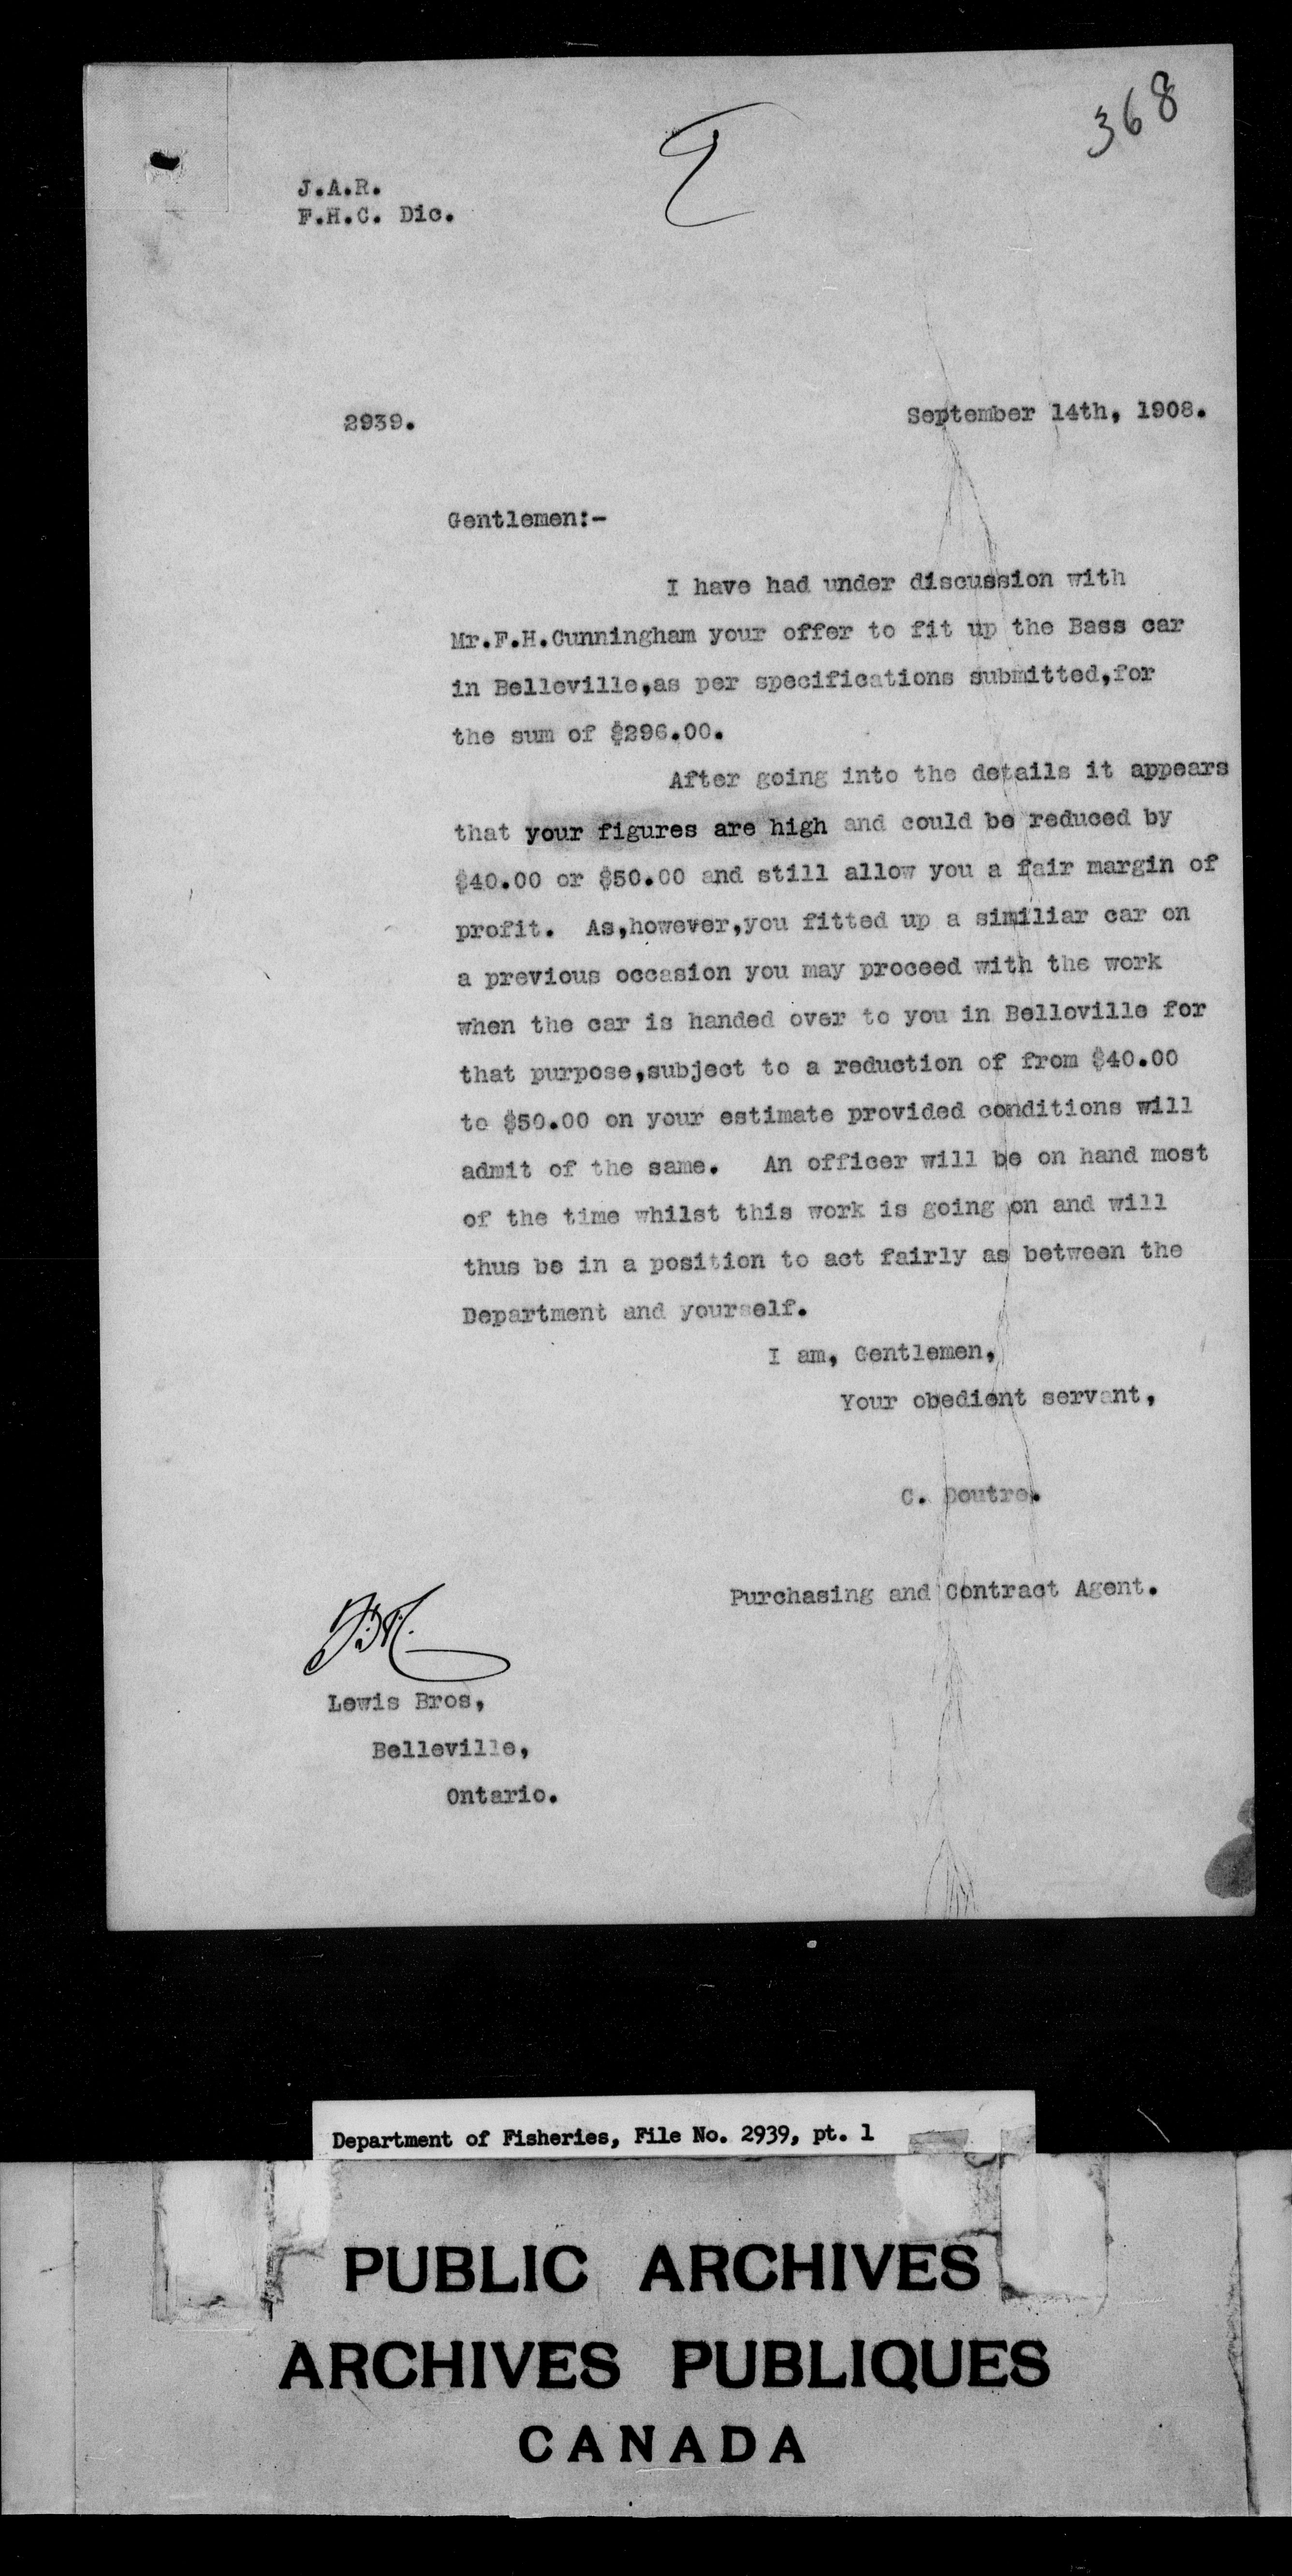 368
J.A.R.
F.H.C. Dic.
2939.
September 14th, 1908.
Gentlemen:-
I have had under discussion with
Mr.F.H.Cunningham your offer to fit up the Bass car
in Belleville,as per specifications submitted,for
the sum of $296.00.
After going into the details it appears
that your figures are high and could be reduced by
$40.00 or $50.00 and still allow you a fair margin of
profit. As,however,you fitted up a similiar car on
a previous occasion you may proceed with the work
when the car is handed over to you in Belleville for
that purpose,subject to a reduction of from $40.00
to $50.00 on your estimate provided conditions will
admit of the same. An officer will be on hand most
of the time whilst this work is going on and will
thus be in a position to act fairly as between the
Department and yourself.
I am, Gentlemen,
Your obedient servant,
C. Doutre.
Purchasing and Contract Agent.
Lewis Bros,
Belleville,
Ontario.
Department of Fisheries, File No. 2939, pt. 1
PUBLIC ARCHIVES
ARCHIVES PUBLIQUES
CANADA